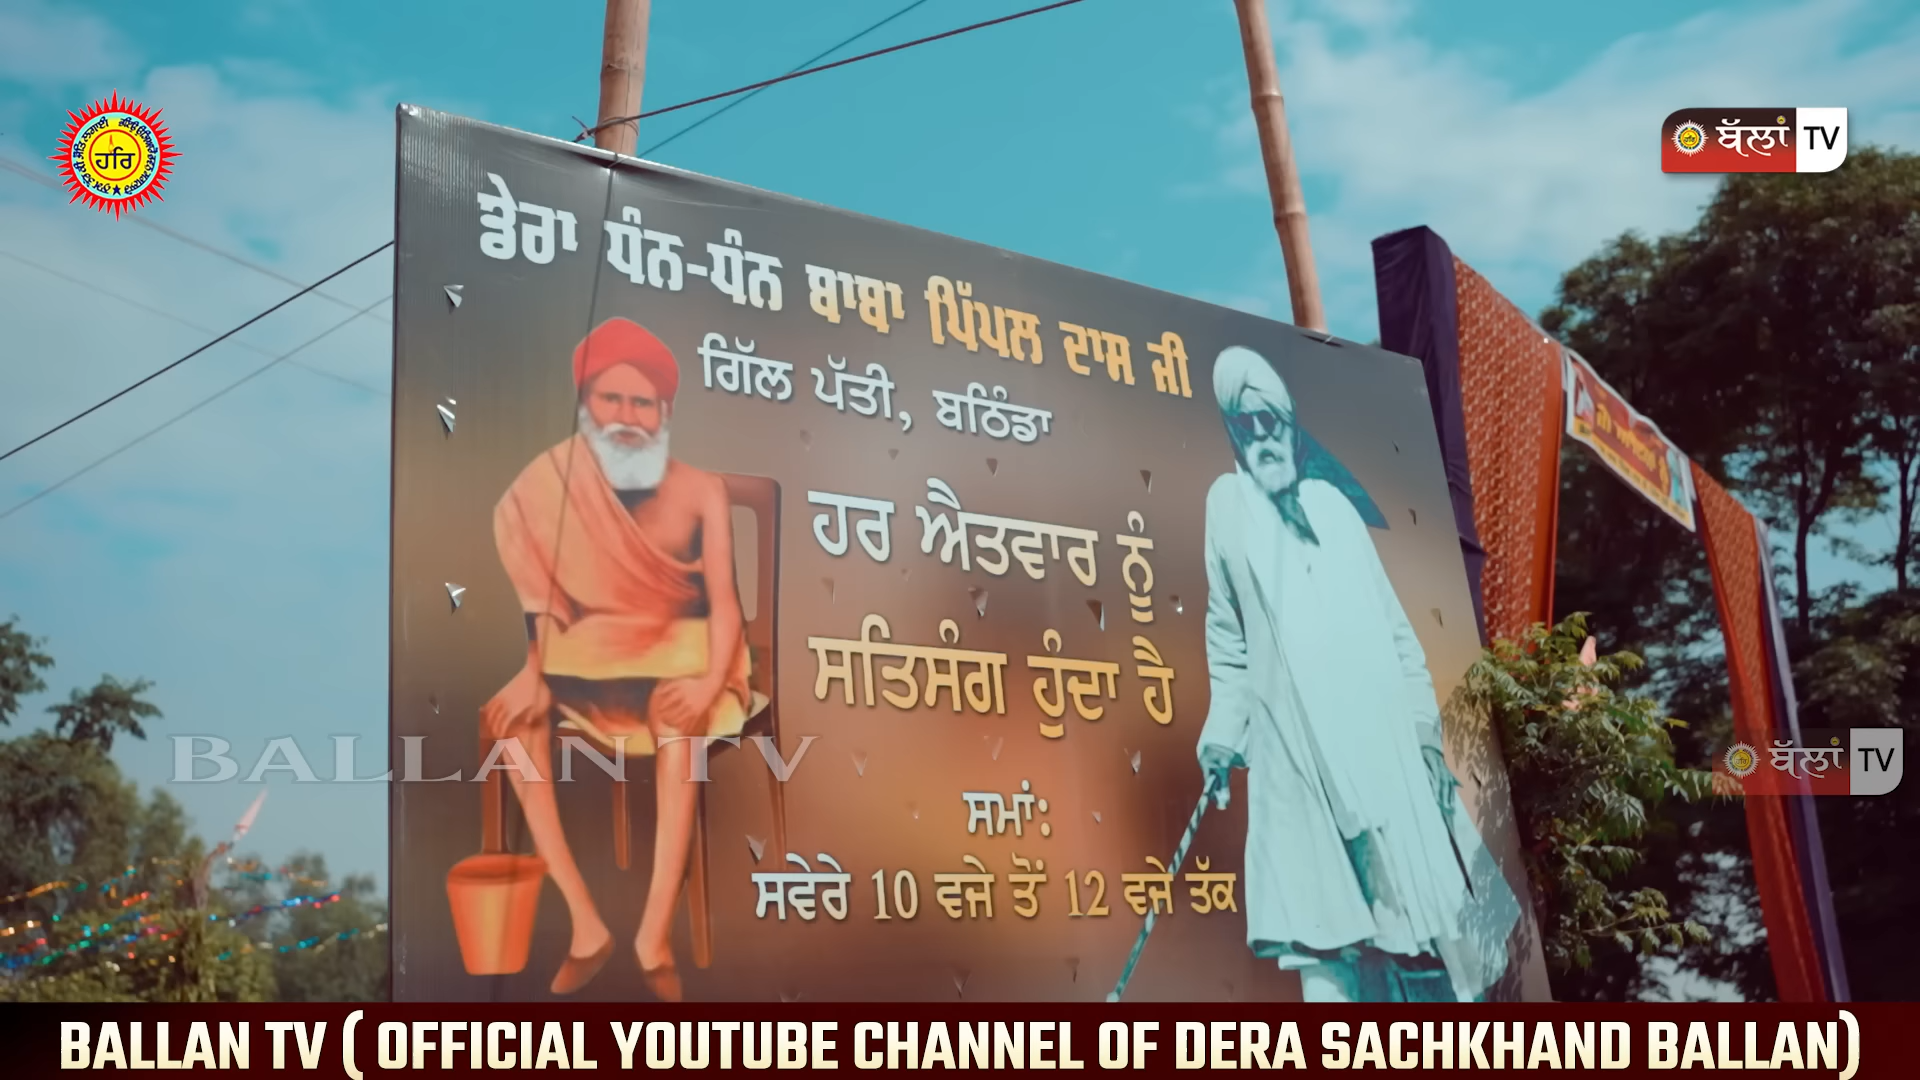 ਹਰਿ
ਬੱਲਾਂ TV
ਡੇਰਾ ਧੰਨ-ਧੰਨ ਬਾਬਾ ਪਿੱਪਲ ਦਾਸ ਜੀ
ਗਿੱਲ ਪੱਤੀ, ਬਠਿੰਡਾ
ਹਰ ਐਤਵਾਰ ਨੂੰ
ਸਤਿਸੰਗ ਹੁੰਦਾ ਹੈ
BALLAN TV
ਬੱਲਾਂ TV
ਸਮਾਂ:
ਸਵੇਰੇ 10 ਵਜੇ ਤੋਂ 12 ਵਜੇ ਤੱਕ
BALLAN TV ( OFFICIAL YOUTUBE CHANNEL OF DERA SACHKHAND BALLAN)